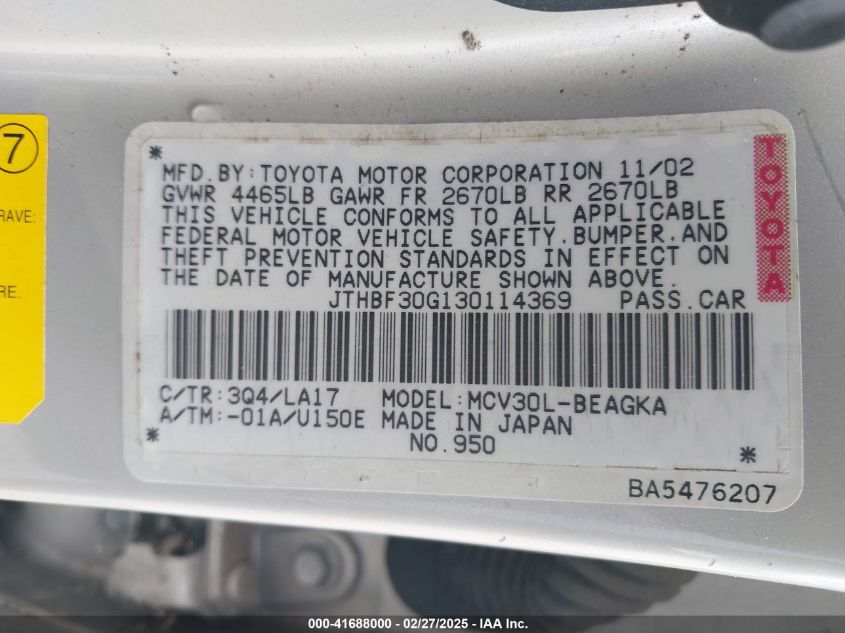 7
RAVE:
RE.
MFD. BY: TOYOTA MOTOR CORPORATION 11/02
GVWR 4465LB GAWR FR 2670LB RR 2670LB
THIS VEHICLE CONFORMS TO ALL APPLICABLE
FEDERAL MOTOR VEHICLE SAFETY, BUMPER, AND
THEFT PREVENTION STANDARDS IN EFFECT ON
THE DATE OF MANUFACTURE SHOWN ABOVE.
JTHBF30G130114369 PASS. CAR
TOYOTA
C/TR: 3Q4/LA17 MODEL: MCV30L-BEAGKA
A/TM: -01A/U150E MADE IN JAPAN
NO. 950
BA5476207
000-41688000 / 02/27/2025 - IAA Inc.